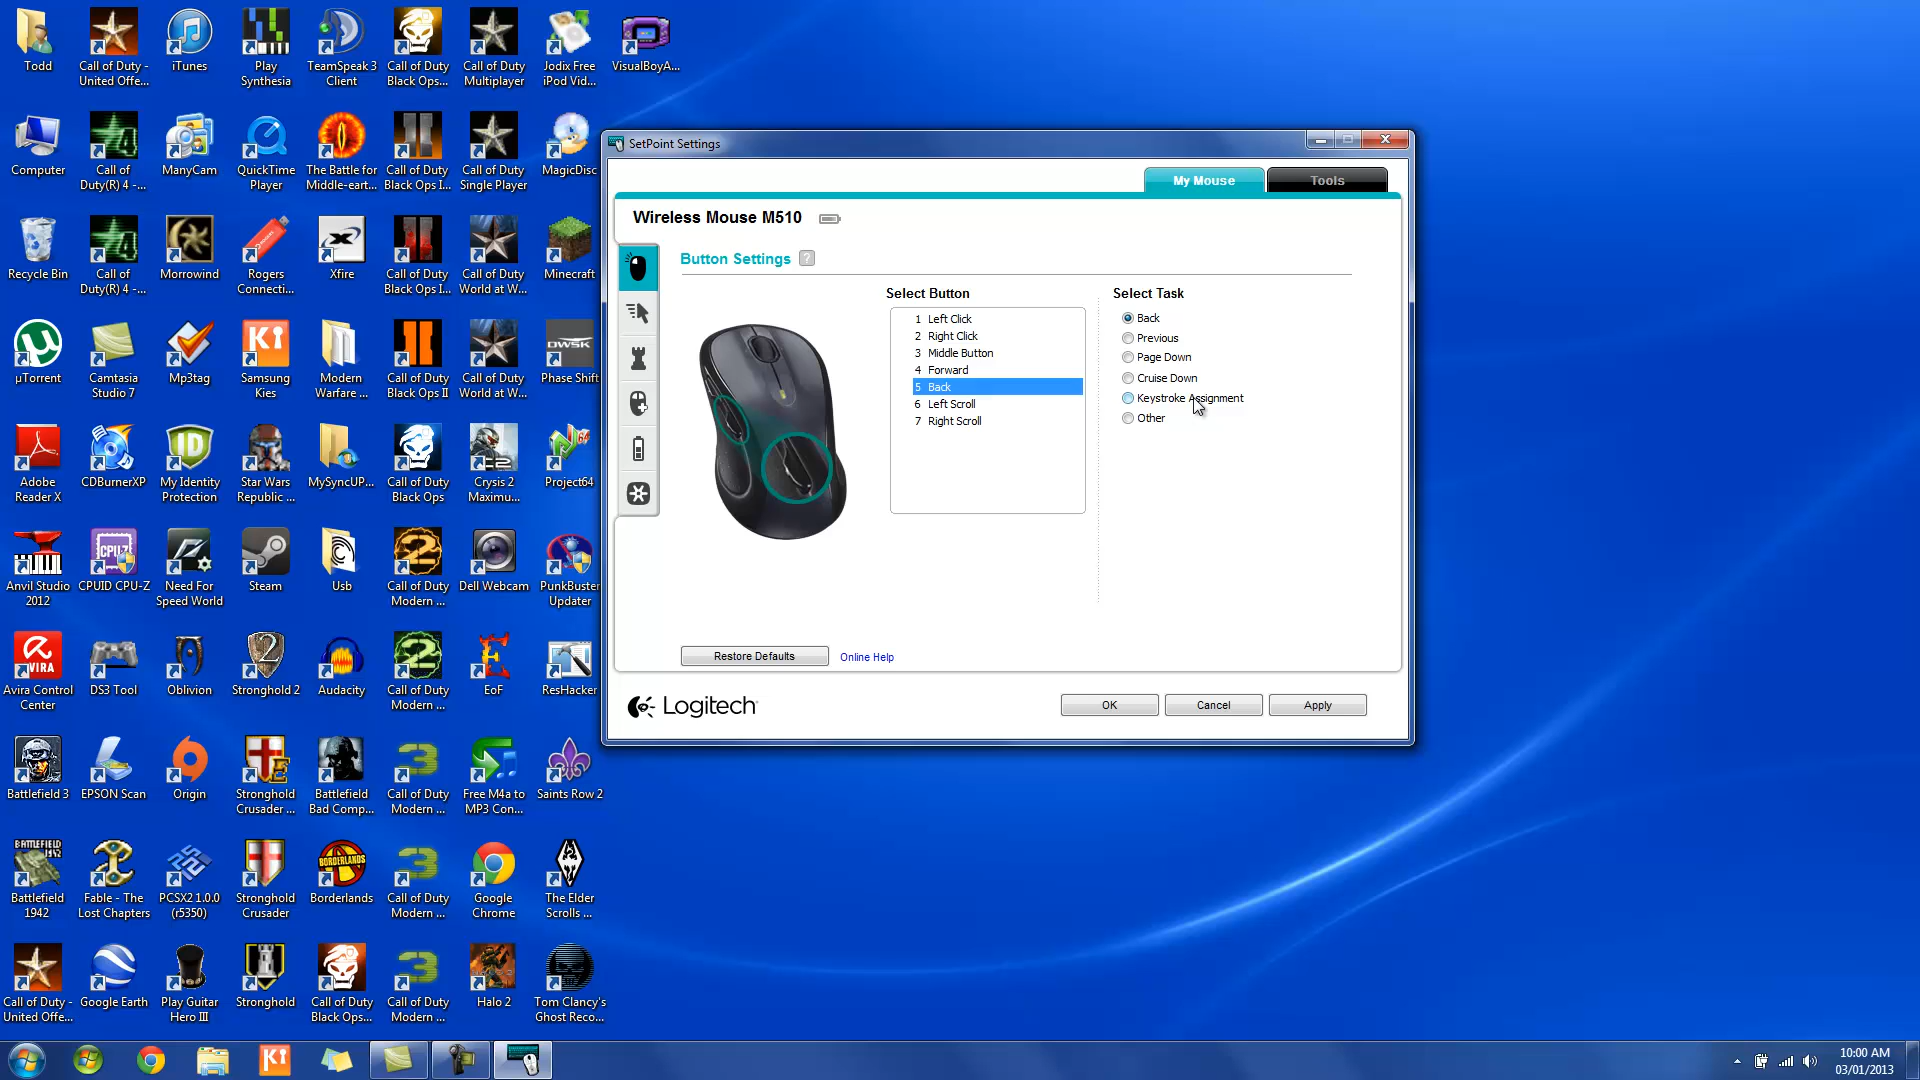 Todd
Call of Duty -
United Offe...
iTunes
Play
Synthesia
TeamSpeak 3
Client
Call of Duty
Black Ops...
Call of Duty
Multiplayer
Jodix Free
iPod Vid...
VisualBoyA...
Computer
Call of
Duty(R) 4 -...
ManyCam
QuickTime
Player
The Battle for
Middle-eart...
Call of Duty
Black Ops I...
Call of Duty
Single Player
MagicDisc
Recycle Bin
Call of
Duty(R) 4 -...
Morrowind
Rogers
Connecti...
Xfire
Call of Duty
Black Ops I...
Call of Duty
World at W...
Minecraft
µTorrent
Camtasia
Studio 7
Mp3tag
Samsung
Kies
Modern
Warfare ...
Call of Duty
Black Ops II
Call of Duty
World at W...
Phase Shift
Adobe
Reader X
CDBurnerXP
My Identity
Protection
Star Wars
Republic ...
MySyncUP...
Call of Duty
Black Ops
Crysis 2
Maximu...
Project64
Anvil Studio
2012
CPUID CPU-Z
Need For
Speed World
Steam
Usb
Call of Duty
Modern ...
Dell Webcam
PunkBuster
Updater
Avira Control
Center
DS3 Tool
Oblivion
Stronghold 2
Audacity
Call of Duty
Modern ...
EoF
ResHacker
Battlefield 3
EPSON Scan
Origin
Stronghold
Crusader ...
Battlefield
Bad Comp...
Call of Duty
Modern ...
Free M4a to
MP3 Con...
Saints Row 2
Battlefield
1942
Fable - The
Lost Chapters
PCSX2 1.0.0
(r5350)
Stronghold
Crusader
Borderlands
Call of Duty
Modern ...
Google
Chrome
The Elder
Scrolls ...
Call of Duty -
United Offe...
Google Earth
Play Guitar
Hero III
Stronghold
Call of Duty
Black Ops...
Call of Duty
Modern ...
Halo 2
Tom Clancy's
Ghost Reco...
SetPoint Settings
My Mouse
Tools
Wireless Mouse M510
Button Settings ?
Select Button
1 Left Click
2 Right Click
3 Middle Button
4 Forward
5 Back
6 Left Scroll
7 Right Scroll
Select Task
Back
Previous
Page Down
Cruise Down
Keystroke Assignment
Other
Restore Defaults
Online Help
Logitech
OK
Cancel
Apply
10:00 AM
03/01/2013